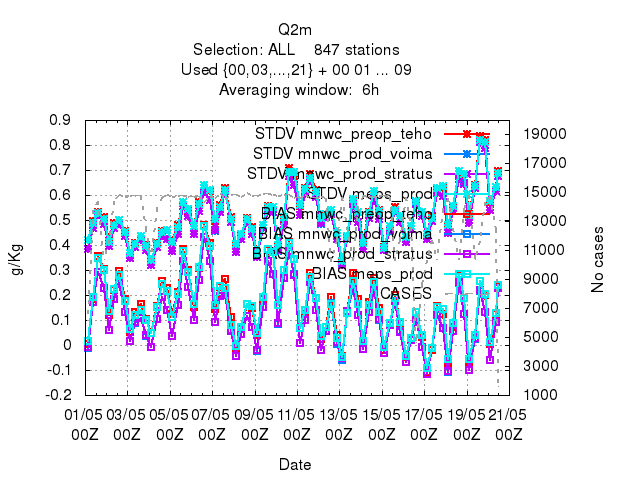 Q2m
Selection: ALL 847 stations
Used {00,03,...,21} + 00 01 ... 09
Averaging window: 6h
0.9
0.8
0.7
0.6
0.5
0.4
0.3
0.2
0.1
0
-0.1
-0.2
g/Kg
19000
17000
15000
13000
11000
9000
7000
5000
3000
1000
No cases
STDV mnwc_preop_teho
STDV mnwc_prod_voima
STDV mnwc_prod_stratus
STDV meps_prod
BIAS mnwc_preop_teho
BIAS mnwc_prod_voima
BIAS mnwc_prod_stratus
BIAS meps_prod
CASES
01/05 03/05 05/05 07/05 09/05 11/05 13/05 15/05 17/05 19/05 21/05
00Z 00Z 00Z 00Z 00Z 00Z 00Z 00Z 00Z 00Z 00Z
Date